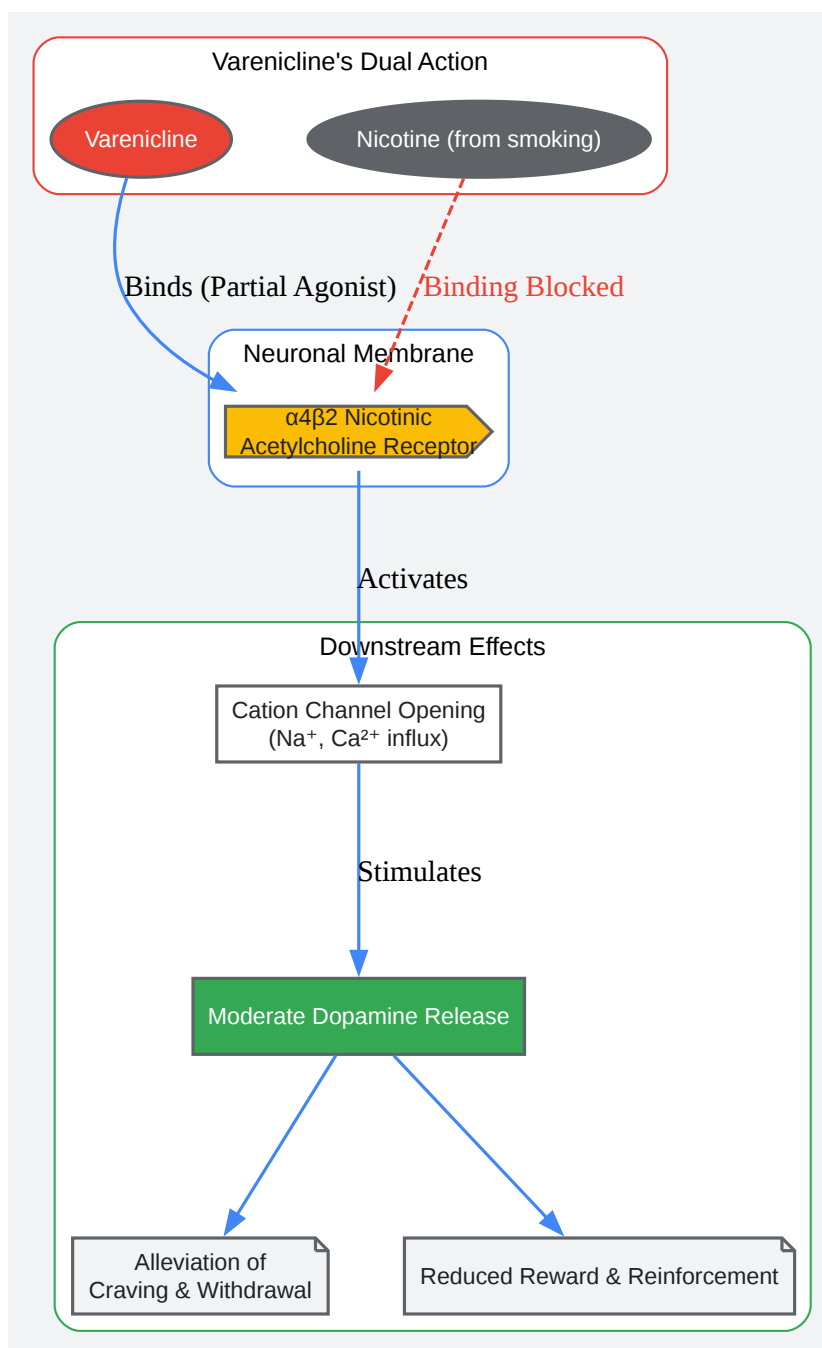 Varenicline's Dual Action
Varenicline
Nicotine (from smoking)
Binds (Partial Agonist)
Binding Blocked
Neuronal Membrane
α4β2 Nicotinic
Acetylcholine Receptor
Activates
Downstream Effects
Cation Channel Opening
(Na⁺, Ca²⁺ influx)
Stimulates
Moderate Dopamine Release
Alleviation of
Craving & Withdrawal
Reduced Reward & Reinforcement